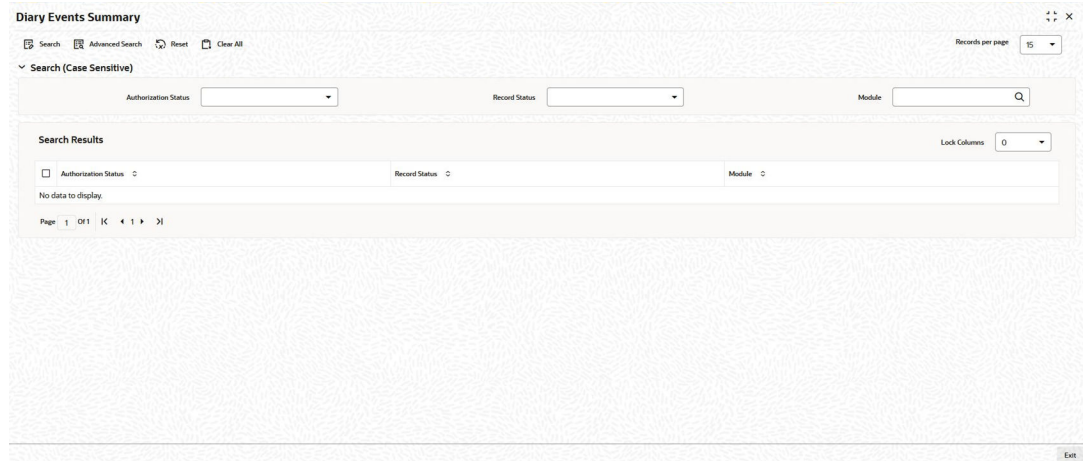 Diary Events Summary
Search Advanced Search Reset Clear All Records per page 15
Search (Case Sensitive)
Authorization Status Record Status Module
Search Results Lock Columns 0
Authorization Status Record Status Module
No data to display.
Page 1 Of 1 1
Exit